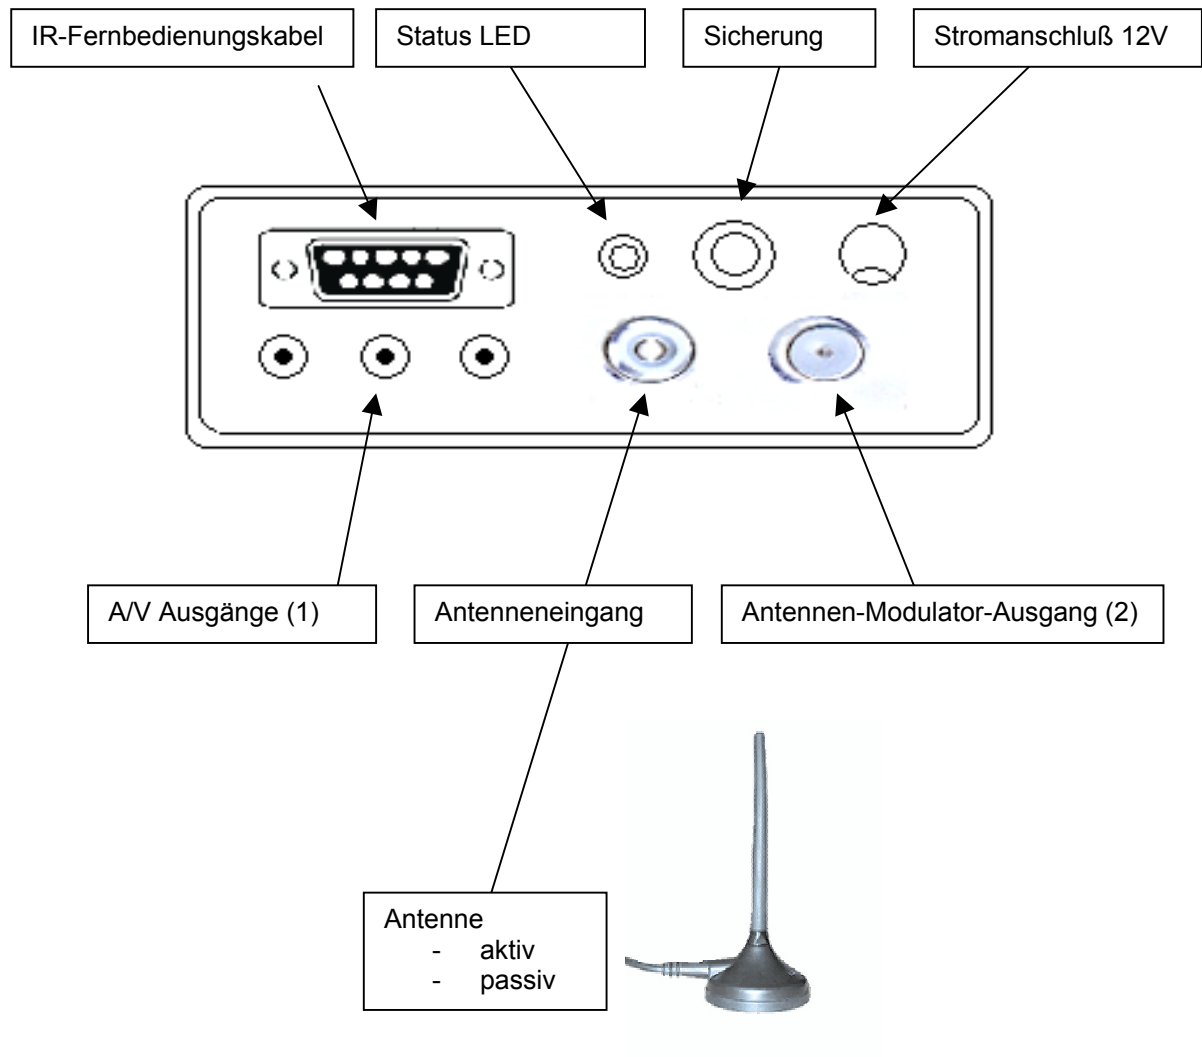 IR-Fernbedienungskabel
Status LED
Sicherung
Stromanschluß 12V
A/V Ausgänge (1)
Antenneneingang
Antennen-Modulator-Ausgang (2)
Antenne
- aktiv
- passiv